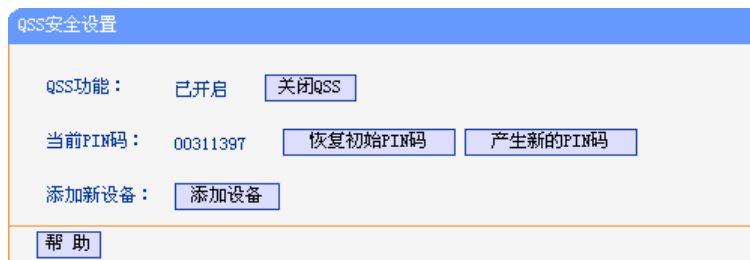 QSS安全设置
QSS功能： 已开启 关闭QSS
当前PIN码： 00311397 恢复初始PIN码 产生新的PIN码
添加新设备： 添加设备
帮 助